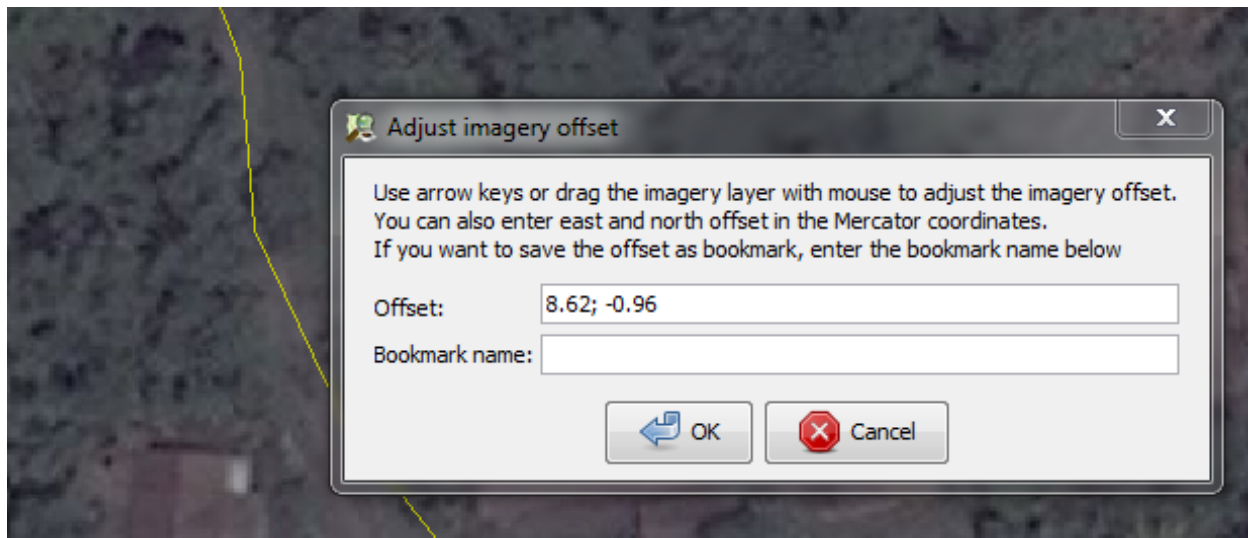 Adjust imagery offset
X
Use arrow keys or drag the imagery layer with mouse to adjust the imagery offset.
You can also enter east and north offset in the Mercator coordinates.
If you want to save the offset as bookmark, enter the bookmark name below
Offset: 8.62; -0.96
Bookmark name:
OK Cancel